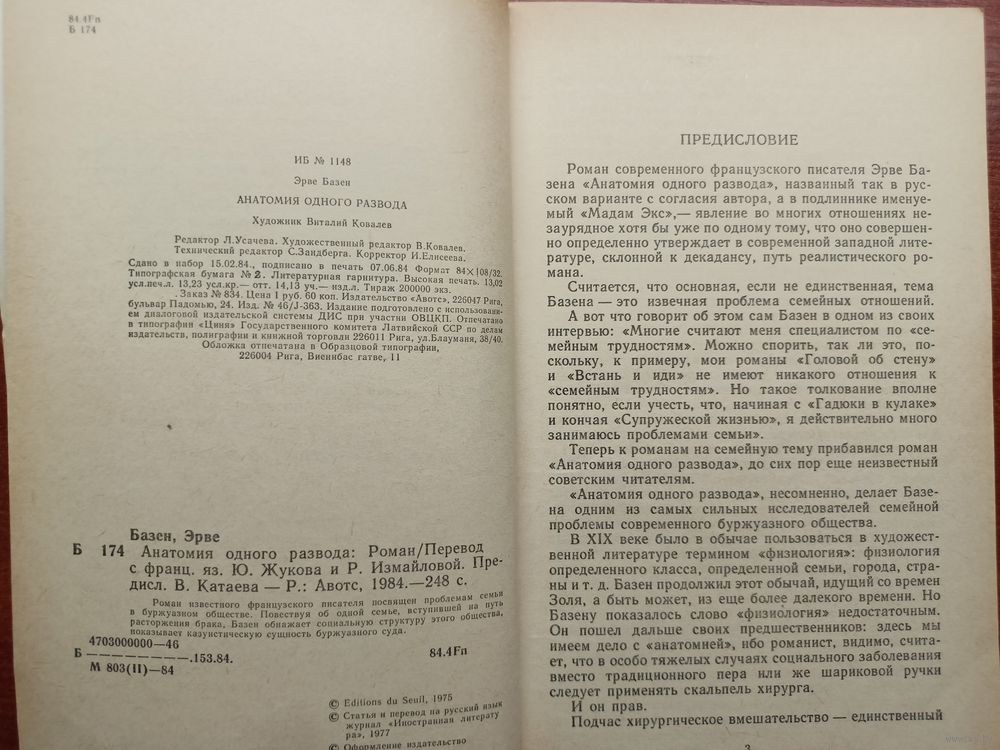 84.4Гп
Б 174
ИБ № 1148
Эрве Базен
АНАТОМИЯ ОДНОГО РАЗВОДА
Художник Виталий Ковалев
Редактор Л.Усачева. Художественный редактор В.Ковалев.
Технический редактор С.Зандберга. Корректор И.Елисеева.
Сдано в набор 15.02.84., подписано в печать 07.06.84 Формат 84×108/32.
Типографская бумага № 2. Литературная гарнитура. Высокая печать. 13,02
усл.печ.л. 13,23 усл.кр.— отт. 14,13 уч.— изд.л. Тираж 200000 экз.
. Заказ № 834. Цена 1 руб. 60 коп. Издательство «Авотс», 226047 Рига,
бульвар Падомью, 24. Изд. № 46/J-363. Издание подготовлено с использовани-
ем диалоговой издательской системы ДИС при участии ОВЦКП. Отпечатано
в типографии «Циня» Государственного комитета Латвийской ССР по делам
издательств, полиграфии и книжной торговли 226011 Рига, ул.Блауманя, 38/40.
Обложка отпечатана в Образцовой типографии,
226004 Рига, Виенибас гатве, 11
Базен, Эрве
Б 174 Анатомия одного развода: Роман/Перевод
с франц. яз. Ю. Жукова и Р. Измайловой. Пре-
дисл. В. Катаева — Р.: Авотс, 1984.—248 с.
Роман известного французского писателя посвящен проблемам семьи
в буржуазном обществе. Повествуя об одной семье, вступившей на путь
расторжения брака, Базен обнажает социальную структуру этого общества,
показывает казуистическую сущность буржуазного суда.
4703000000—46
Б ——————— .153.84.
М 803(11)—84
84.4Гп
© Editions du Seuil, 1975
© Статья и перевод на русский язык
журнал «Иностранная литерату
ра», 1977
© Оформление издательство
ПРЕДИСЛОВИЕ
Роман современного французского писателя Эрве Ба-
зена «Анатомия одного развода», названный так в рус-
ском варианте с согласия автора, а в подлиннике именуе-
мый «Мадам Экс»,— явление во многих отношениях не-
заурядное хотя бы уже по одному тому, что оно совершен-
но определенно утверждает в современной западной лите-
ратуре, склонной к декадансу, путь реалистического ро-
мана.
Считается, что основная, если не единственная, тема
Базена — это извечная проблема семейных отношений.
А вот что говорит об этом сам Базен в одном из своих
интервью: «Многие считают меня специалистом по «се-
мейным трудностям». Можно спорить, так ли это, по-
скольку, к примеру, мои романы «Головой об стену»
и «Встань и иди» не имеют никакого отношения к
«семейным трудностям». Но такое толкование вполне
понятно, если учесть, что, начиная с «Гадюки в кулаке»
и кончая «Супружеской жизнью», я действительно много
занимаюсь проблемами семьи».
Теперь к романам на семейную тему прибавился роман
«Анатомия одного развода», до сих пор еще неизвестный
советским читателям.
«Анатомия одного развода», несомненно, делает Базе-
на одним из самых сильных исследователей семейной
проблемы современного буржуазного общества.
В XIX веке было в обычае пользоваться в художест-
венной литературе термином «физиология»: физиология
определенного класса, определенной семьи, города, стра-
ны и т. д. Базен продолжил этот обычай, идущий со времен
Золя, а быть может, из еще более далекого времени. Но
Базену показалось слово «физиология» недостаточным.
Он пошел дальше своих предшественников: здесь мы
имеем дело с «анатомией», ибо романист, видимо, счита-
ет, что в особо тяжелых случаях социального заболевания
вместо традиционного пера или же шариковой ручки
следует применять скальпель хирурга.
И он прав.
Подчас хирургическое вмешательство — единственный
3